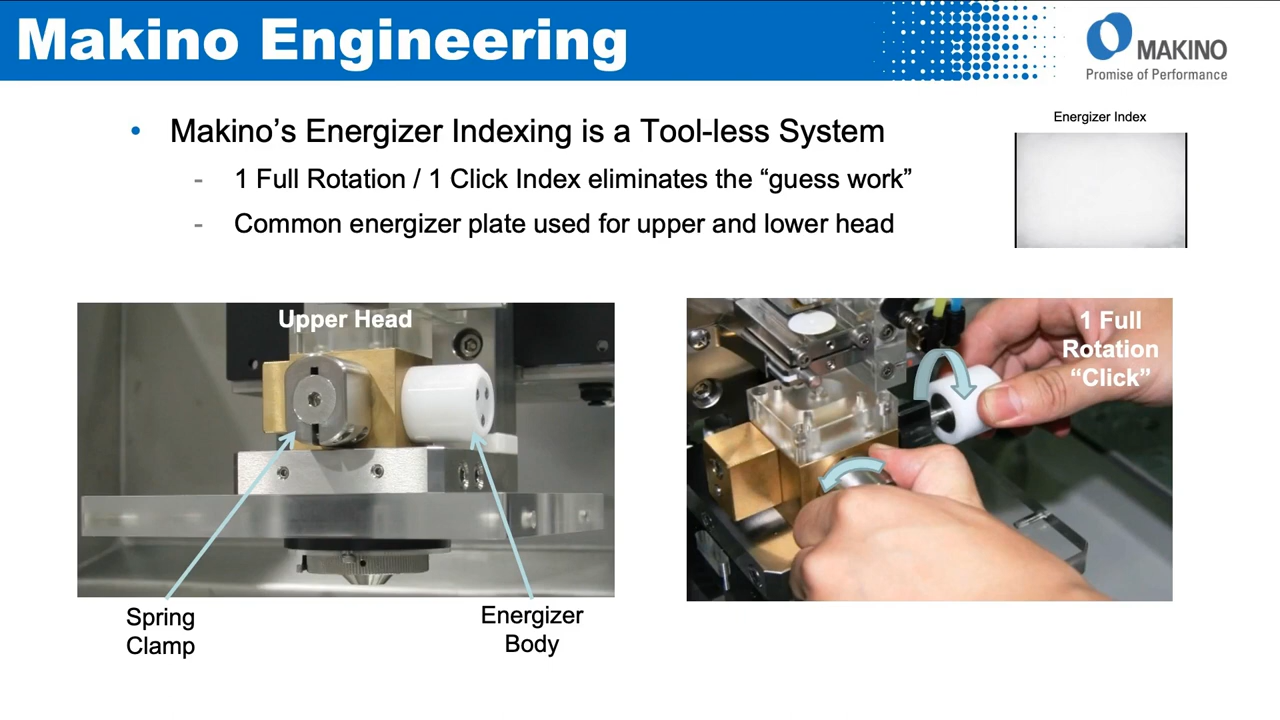 Makino Engineering
MAKINO
Promise of Performance
• Makino’s Energizer Indexing is a Tool-less System
- 1 Full Rotation / 1 Click Index eliminates the “guess work”
- Common energizer plate used for upper and lower head
Energizer Index
Upper Head
1 Full
Rotation
“Click”
Spring
Clamp
Energizer
Body